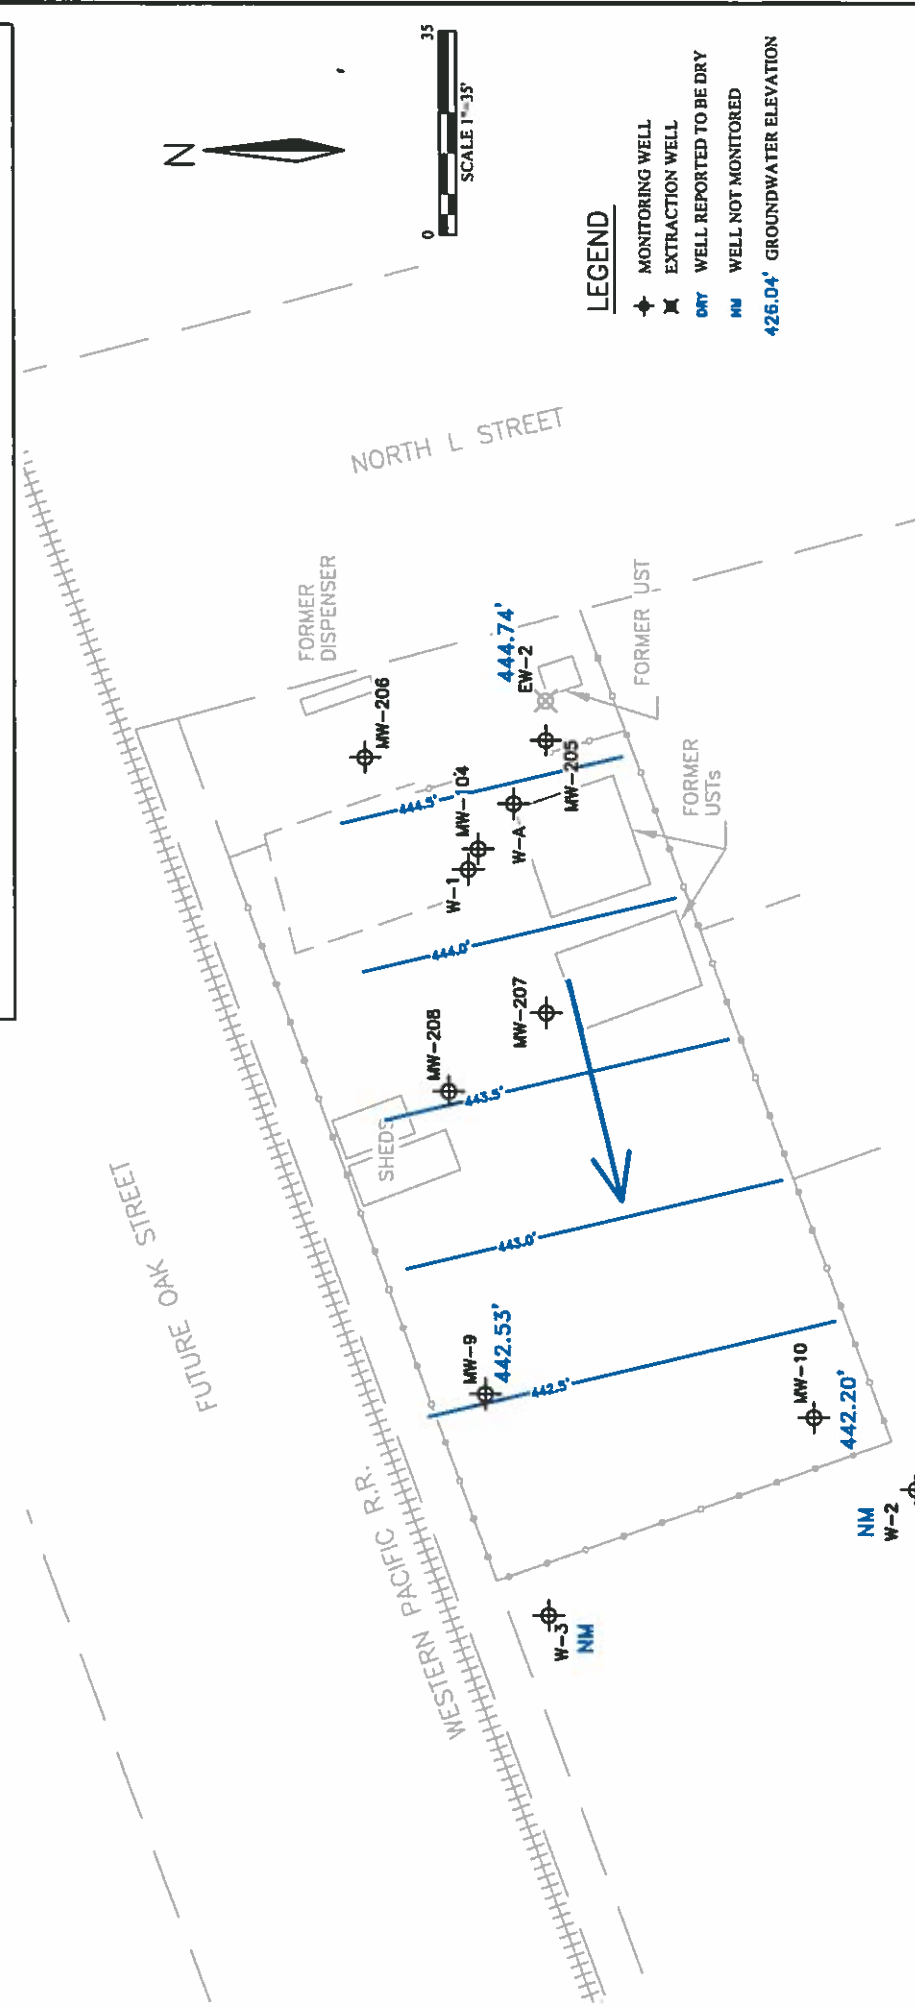 N
0
35
SCALE 1"=35'
LEGEND
MONITORING WELL
EXTRACTION WELL
DRY WELL REPORTED TO BE DRY
NM WELL NOT MONITORED
426.04' GROUNDWATER ELEVATION
NORTH L STREET
FUTURE OAK STREET
WESTERN PACIFIC R.R.
FORMER
DISPENSER
MW-206
444.74'
EW-2
FORMER UST
MW-205
FORMER
USTs
444.5'
MW-104
W-1
W-A
444.0'
MW-207
MW-208
443.5'
SHEDS
443.0'
MW-9
442.53'
442.5'
MW-10
442.20'
W-3
NM
NM
W-2